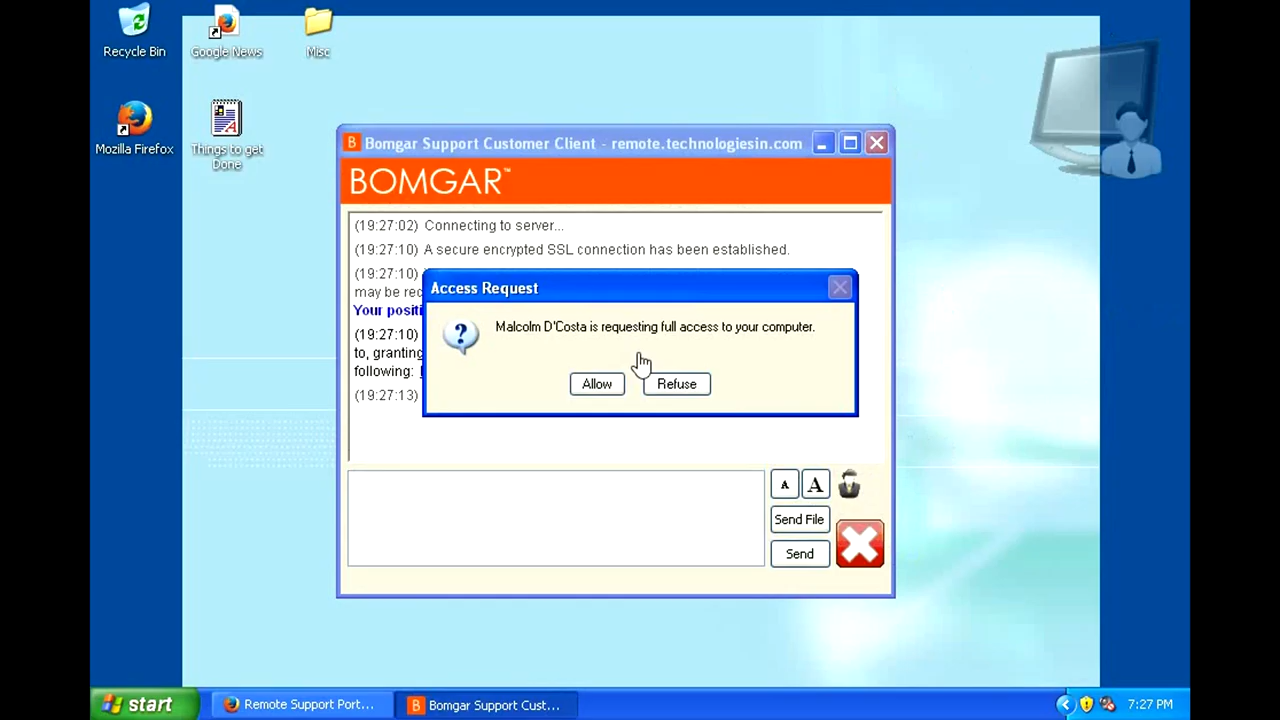 Recycle Bin
Google News
Misc
Mozilla Firefox
Things to get
Done
Bomgar Support Customer Client - remote.technologiesin.com
BOMGAR™
(19:27:02) Connecting to server...
(19:27:10) A secure encrypted SSL connection has been established.
(19:27:10)
may be rec
Your positi
(19:27:10)
to, granting
following:
(19:27:13)
Access Request
Malcolm D'Costa is requesting full access to your computer.
Allow
Refuse
A
A
Send File
Send
start
Remote Support Port...
Bomgar Support Cust...
7:27 PM